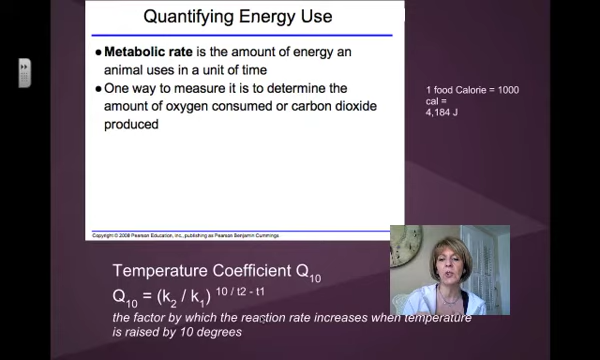 Quantifying Energy Use
● Metabolic rate is the amount of energy an
animal uses in a unit of time
● One way to measure it is to determine the
amount of oxygen consumed or carbon dioxide
produced
1 food Calorie = 1000
cal =
4,184 J
Copyright © 2008 Pearson Education, Inc., publishing as Pearson Benjamin Cummings
Temperature Coefficient Q10
Q10 = (k2 / k1) 10 / t2 - t1
the factor by which the reaction rate increases when temperature
is raised by 10 degrees